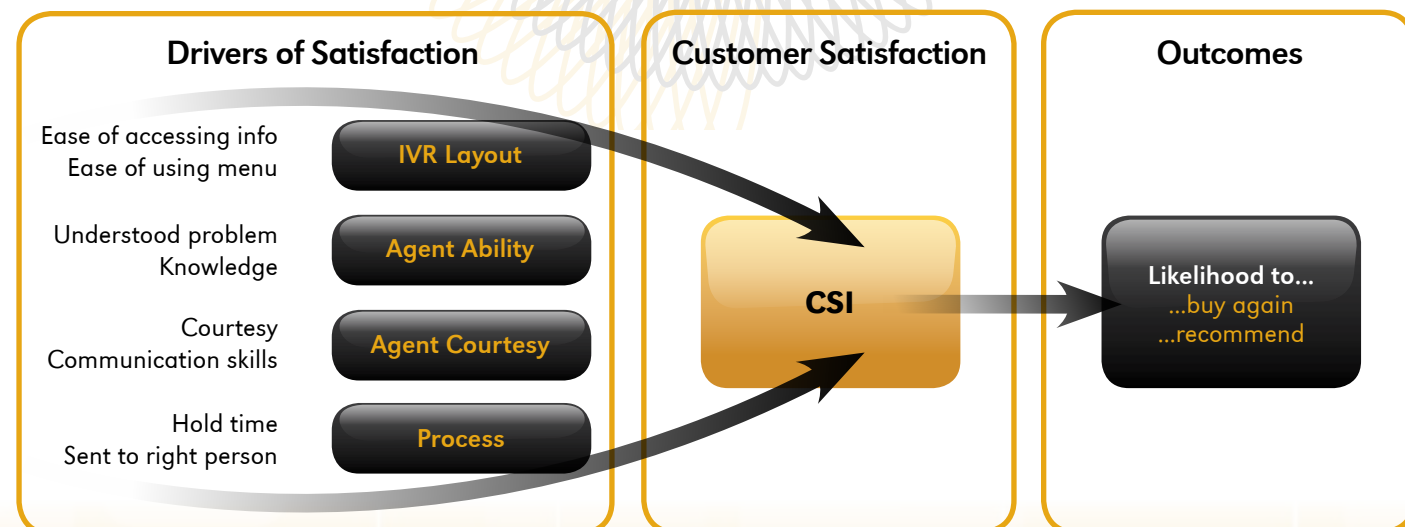 Drivers of Satisfaction
Ease of accessing info
Ease of using menu
IVR Layout
Understood problem
Knowledge
Agent Ability
Courtesy
Communication skills
Agent Courtesy
Hold time
Sent to right person
Process
Customer Satisfaction
CSI
Outcomes
Likelihood to...
...buy again
...recommend